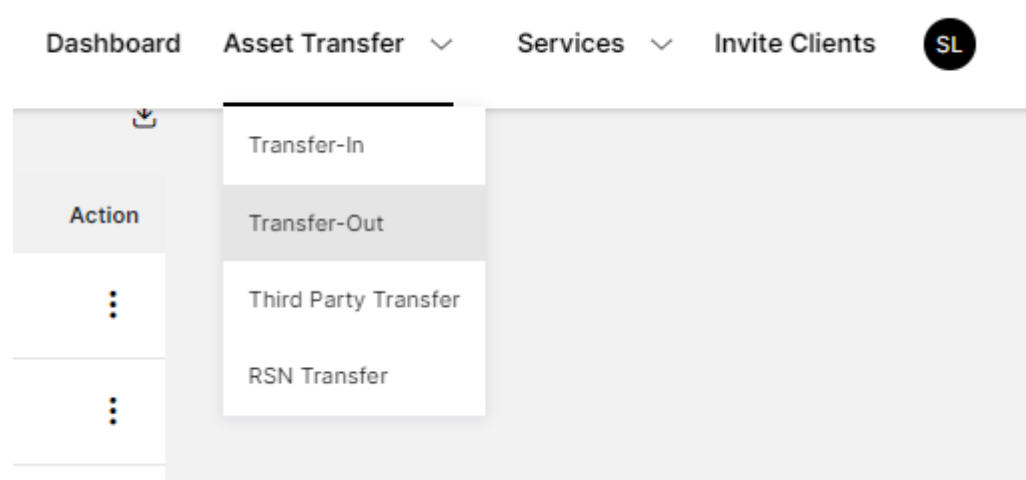 Dashboard Asset Transfer Services Invite Clients SL
Transfer-In
Action
Transfer-Out
Third Party Transfer
RSN Transfer